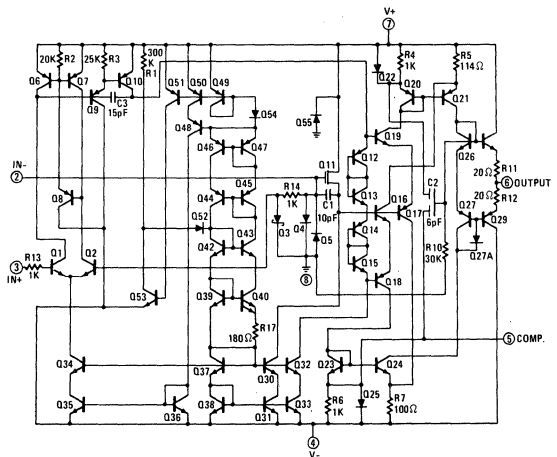 V+
7
20K R2
25K R3
300
K
R1
R4
1K
R5
114Ω
Q6
Q7
Q10
Q51
Q50
Q49
Q22
Q20
Q21
Q9
C3
15pF
Q48
Q54
Q55
Q19
Q26
Q46
Q47
Q12
IN-
2
Q11
R11
20Ω
6 OUTPUT
20Ω
R12
Q8
Q44
Q45
R14
1K
C1
10pF
Q13
Q16
C2
6pF
Q17
Q27
Q29
Q52
Q3
Q4
Q5
Q14
R10
30K
Q27A
3
IN+
R13
1K
Q1
Q2
Q42
Q43
8
Q15
Q18
Q53
Q39
Q40
R17
180Ω
5 COMP.
Q34
Q37
Q30
Q32
Q23
Q24
Q25
Q35
Q36
Q38
Q31
Q33
R6
1K
R7
100Ω
4
V-